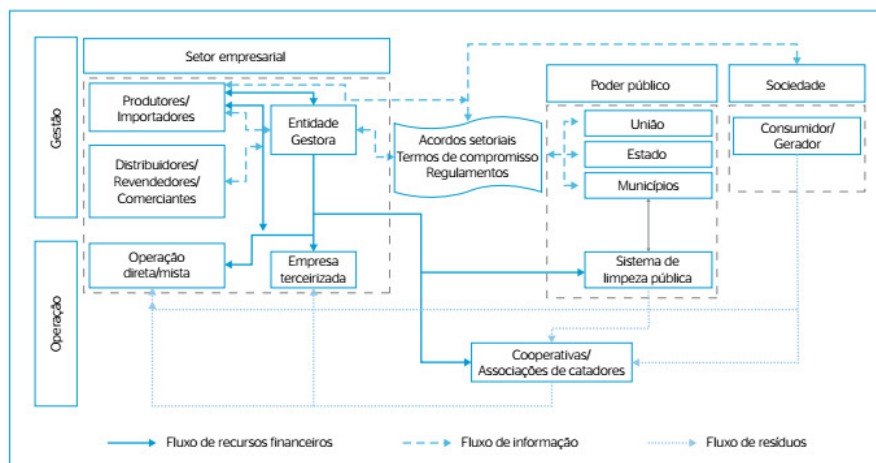 Setor empresarial
Poder público
Sociedade
Gestão
Produtores/
Importadores
Entidade
Gestora
Acordos setoriais
Termos de compromisso
Regulamentos
União
Estado
Municípios
Consumidor/
Gerador
Distribuidores/
Revendedores/
Comerciantes
Operação
Operação
direta/mista
Empresa
terceirizada
Sistema de
limpeza pública
Cooperativas/
Associações de catadores
Fluxo de recursos financeiros
Fluxo de informação
Fluxo de resíduos